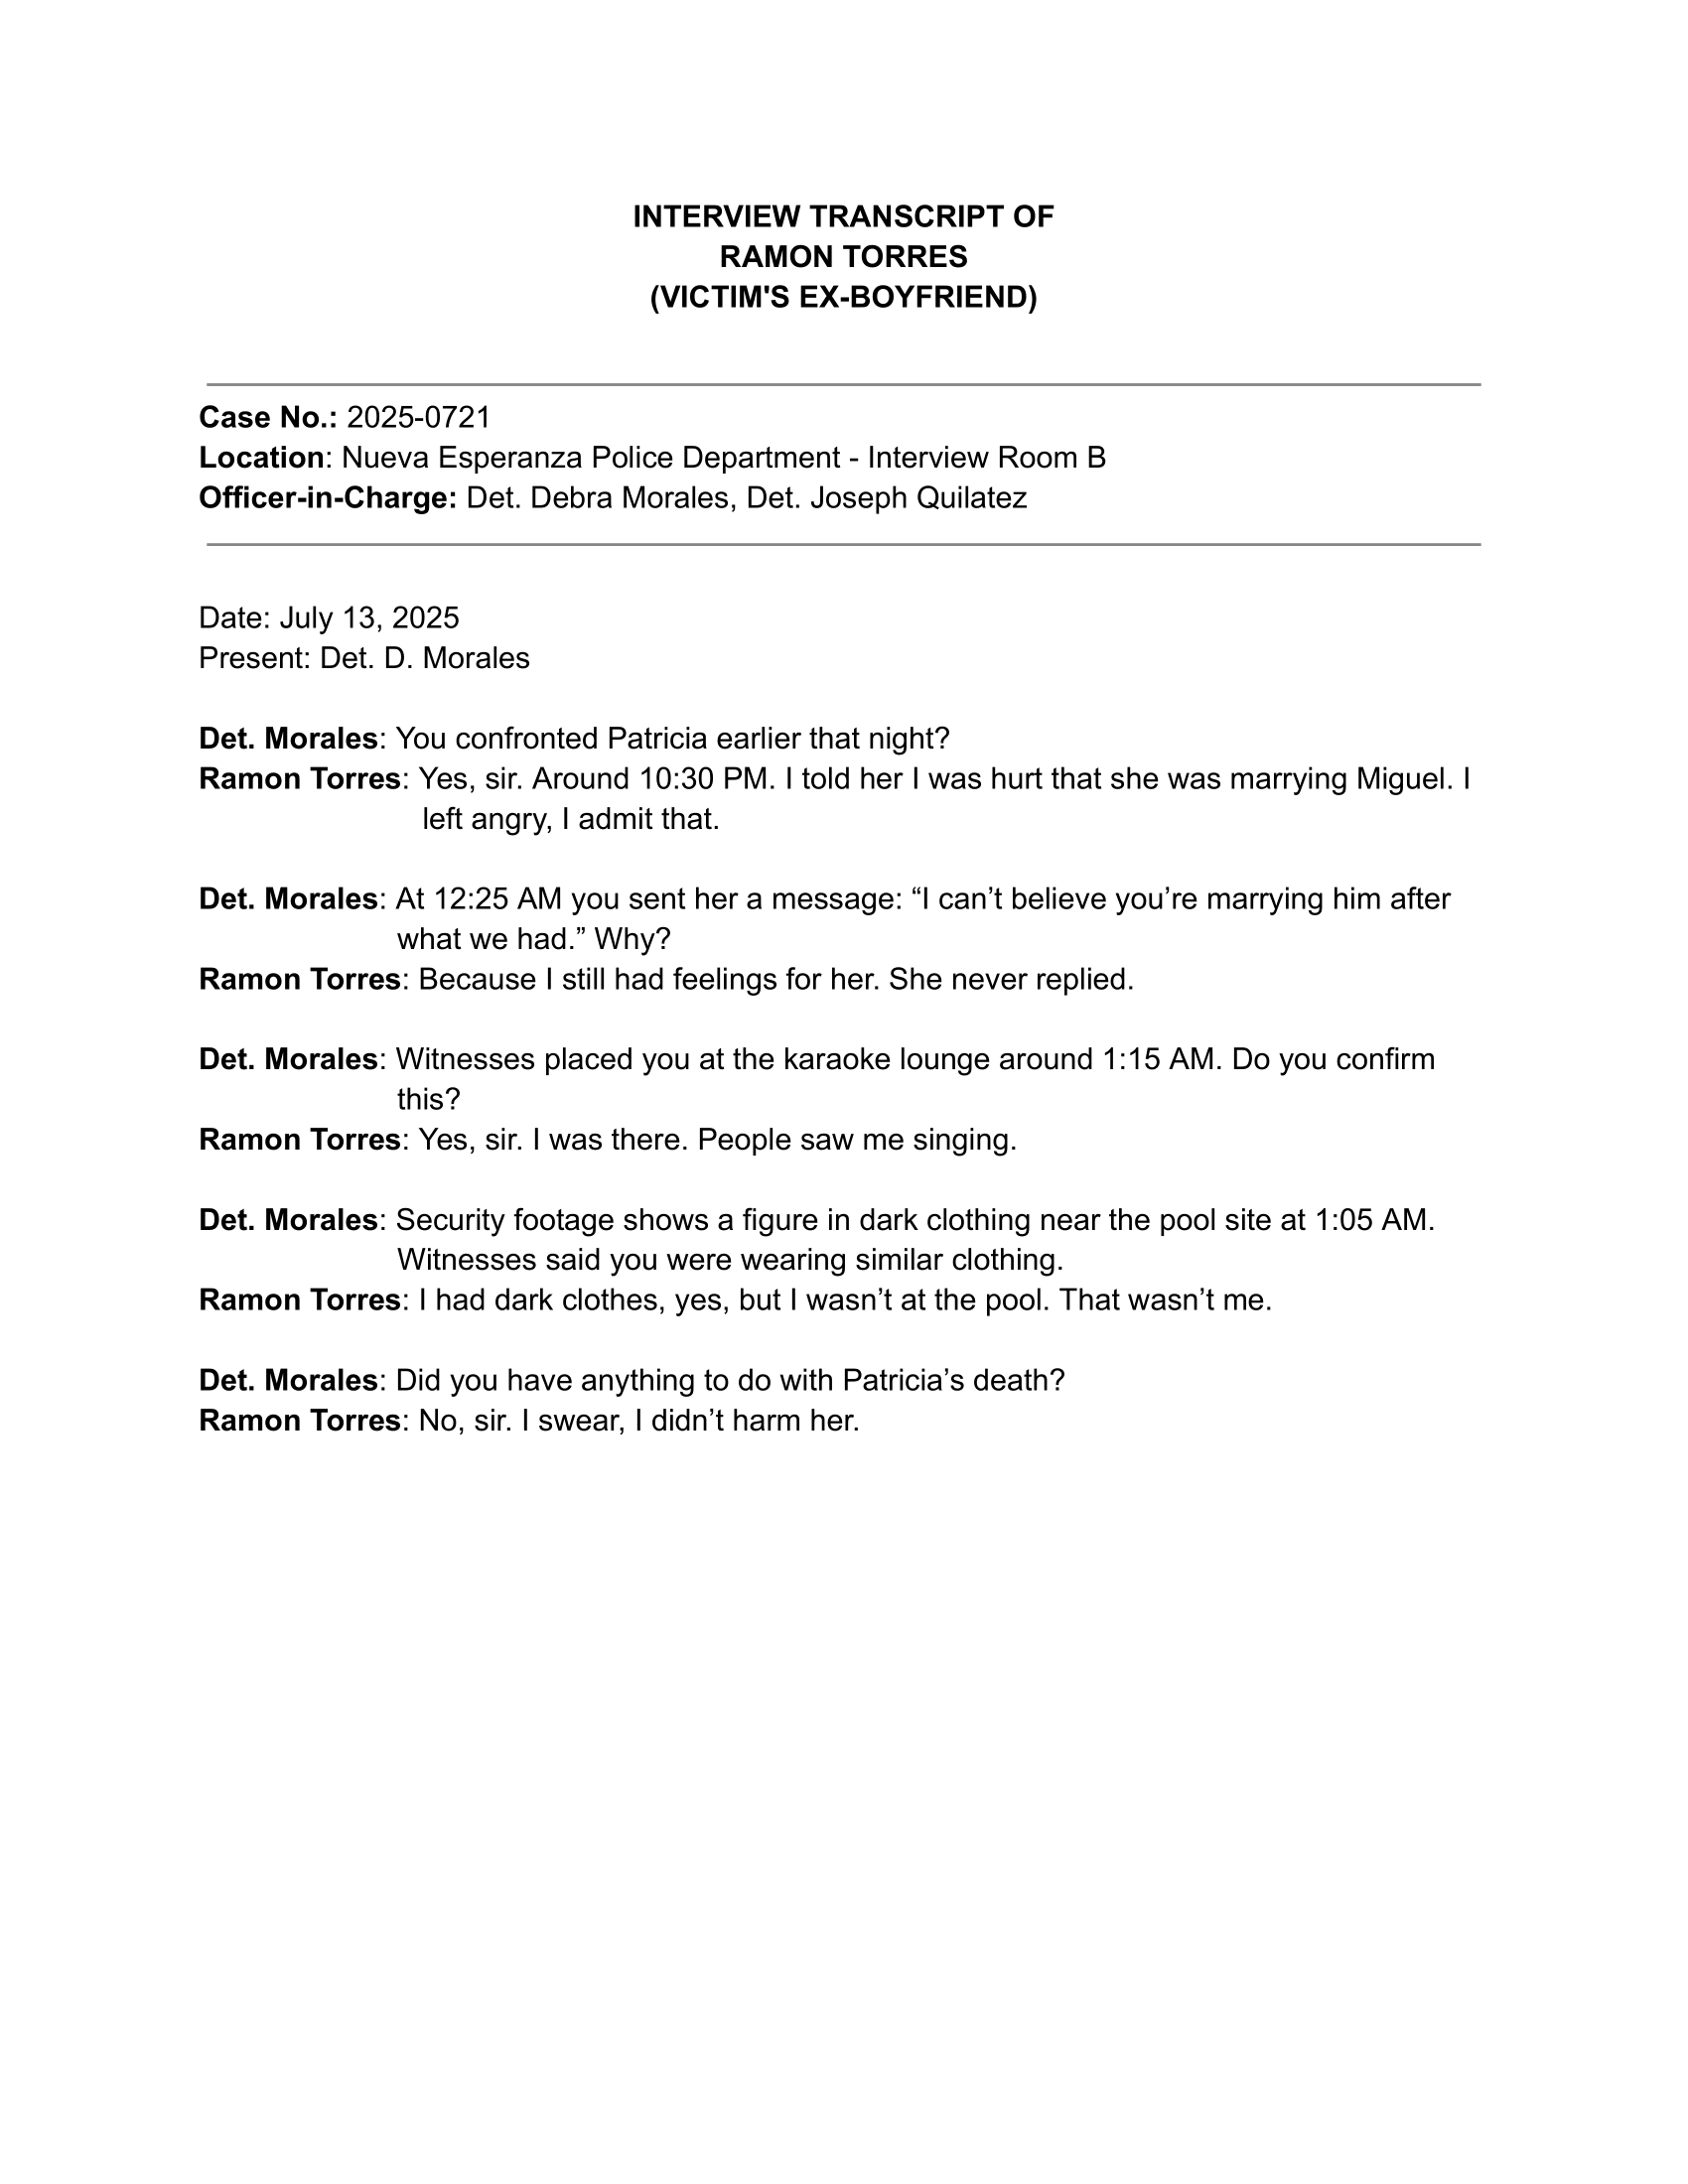 INTERVIEW TRANSCRIPT OF
RAMON TORRES
(VICTIM'S EX-BOYFRIEND)
Case No.: 2025-0721
Location: Nueva Esperanza Police Department - Interview Room B
Officer-in-Charge: Det. Debra Morales, Det. Joseph Quilatez
Date: July 13, 2025
Present: Det. D. Morales
Det. Morales: You confronted Patricia earlier that night?
Ramon Torres: Yes, sir. Around 10:30 PM. I told her I was hurt that she was marrying Miguel. I
left angry, I admit that.
Det. Morales: At 12:25 AM you sent her a message: “I can’t believe you’re marrying him after
what we had.” Why?
Ramon Torres: Because I still had feelings for her. She never replied.
Det. Morales: Witnesses placed you at the karaoke lounge around 1:15 AM. Do you confirm
this?
Ramon Torres: Yes, sir. I was there. People saw me singing.
Det. Morales: Security footage shows a figure in dark clothing near the pool site at 1:05 AM.
Witnesses said you were wearing similar clothing.
Ramon Torres: I had dark clothes, yes, but I wasn’t at the pool. That wasn’t me.
Det. Morales: Did you have anything to do with Patricia’s death?
Ramon Torres: No, sir. I swear, I didn’t harm her.